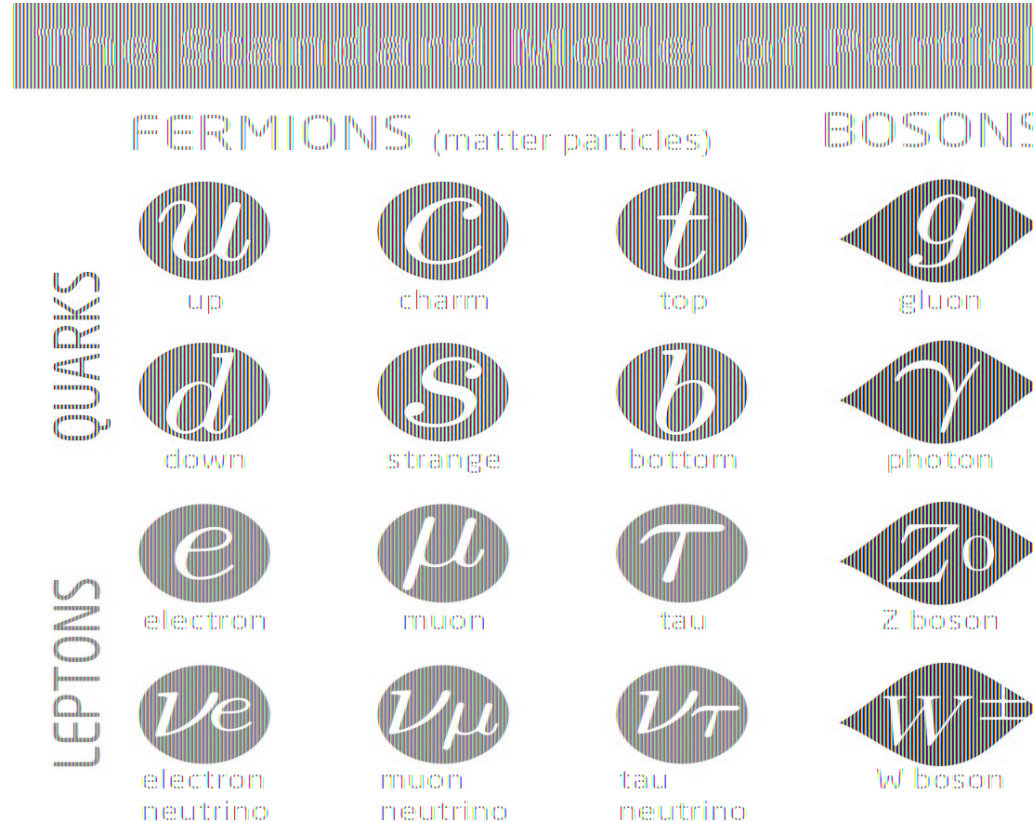 The Standard Model of Partic
FERMIONS (matter particles)
BOSONS
QUARKS
u
c
t
g
up
charm
top
gluon
d
s
b
γ
down
strange
bottom
photon
LEPTONS
e
μ
τ
Z0
electron
muon
tau
Z boson
νe
νμ
ντ
W±
electron
neutrino
muon
neutrino
tau
neutrino
W boson